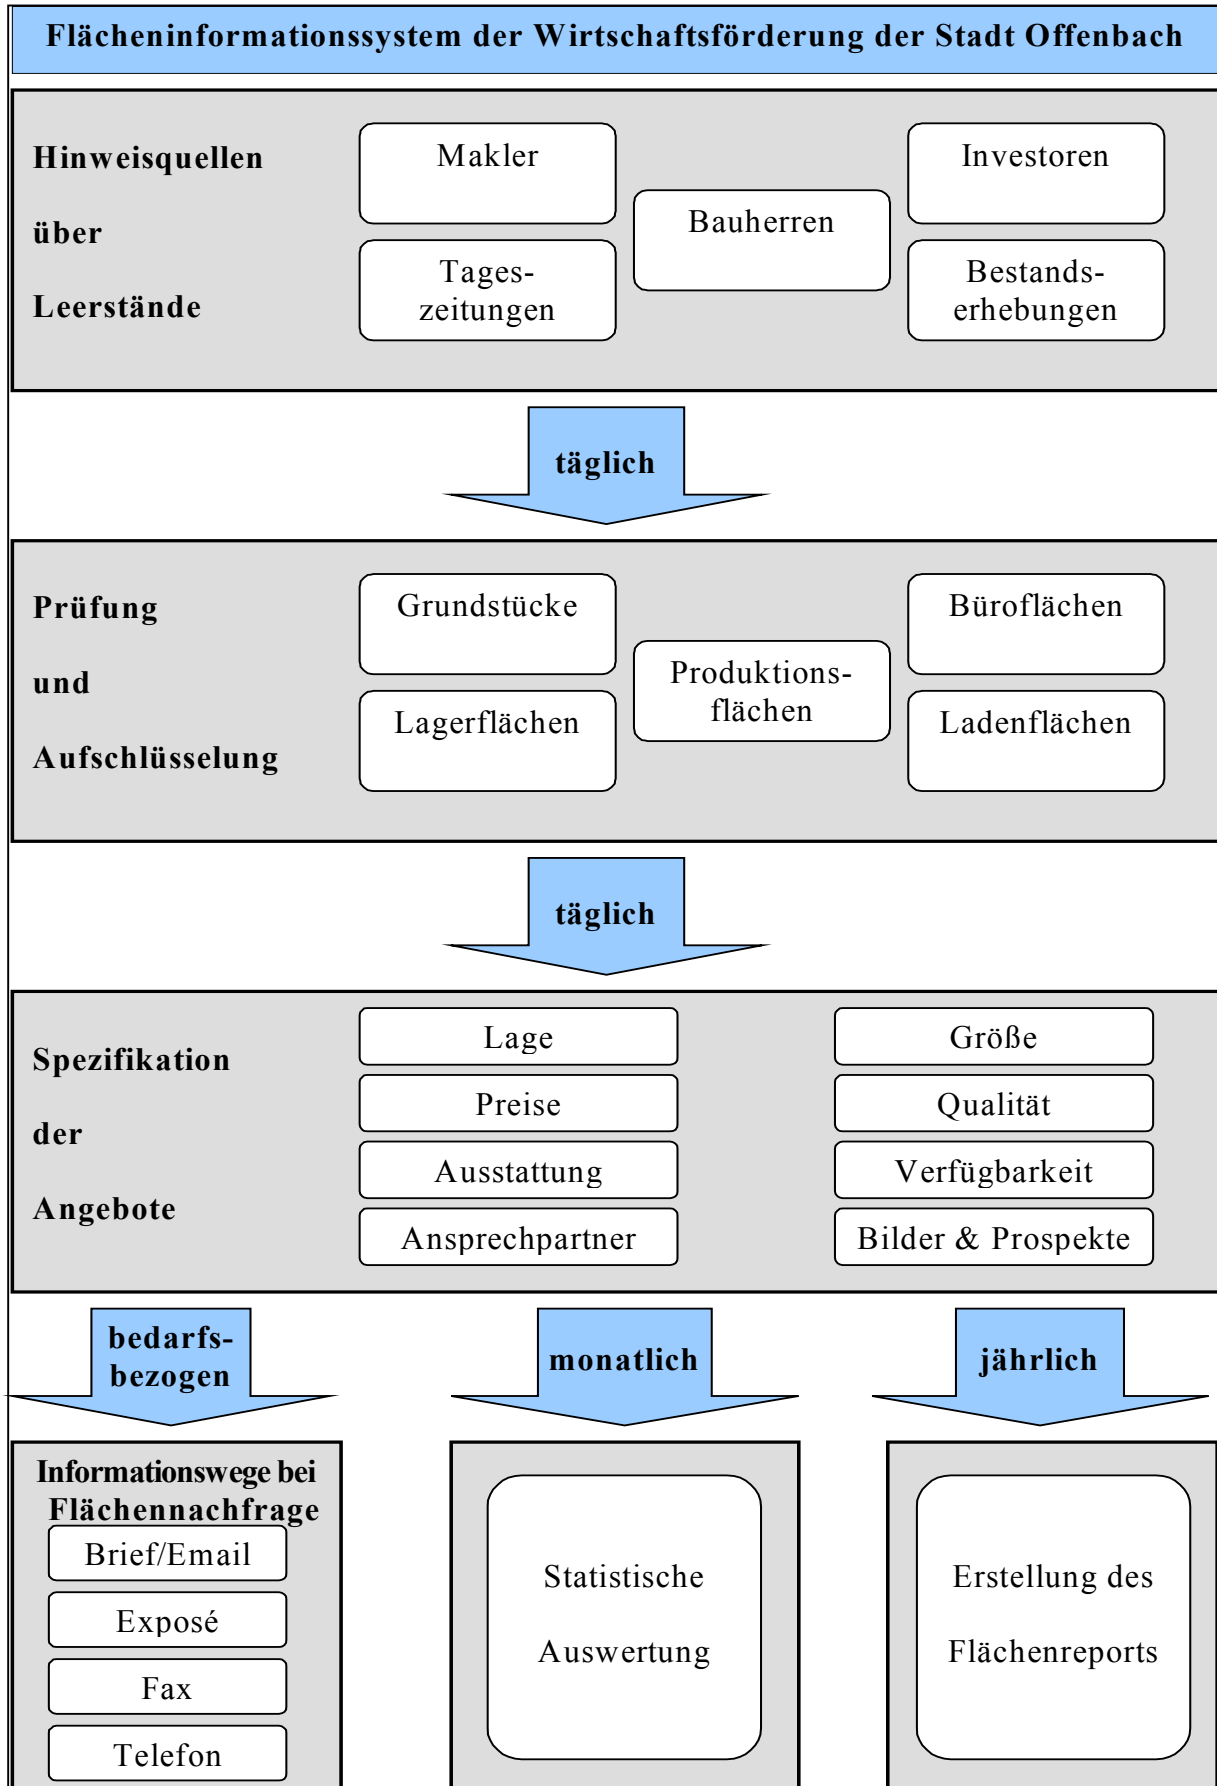 Flächeninformationssystem der Wirtschaftsförderung der Stadt Offenbach
Hinweisquellen
über
Leerstände
Makler
Investoren
Bauherren
Tages-
zeitungen
Bestands-
erhebungen
täglich
Prüfung
und
Aufschlüsselung
Grundstücke
Büroflächen
Produktions-
flächen
Lagerflächen
Ladenflächen
täglich
Spezifikation
der
Angebote
Lage
Größe
Preise
Qualität
Ausstattung
Verfügbarkeit
Ansprechpartner
Bilder & Prospekte
bedarfs-
bezogen
monatlich
jährlich
Informationswege bei
Flächennachfrage
Brief/Email
Exposé
Fax
Telefon
Statistische
Auswertung
Erstellung des
Flächenreports